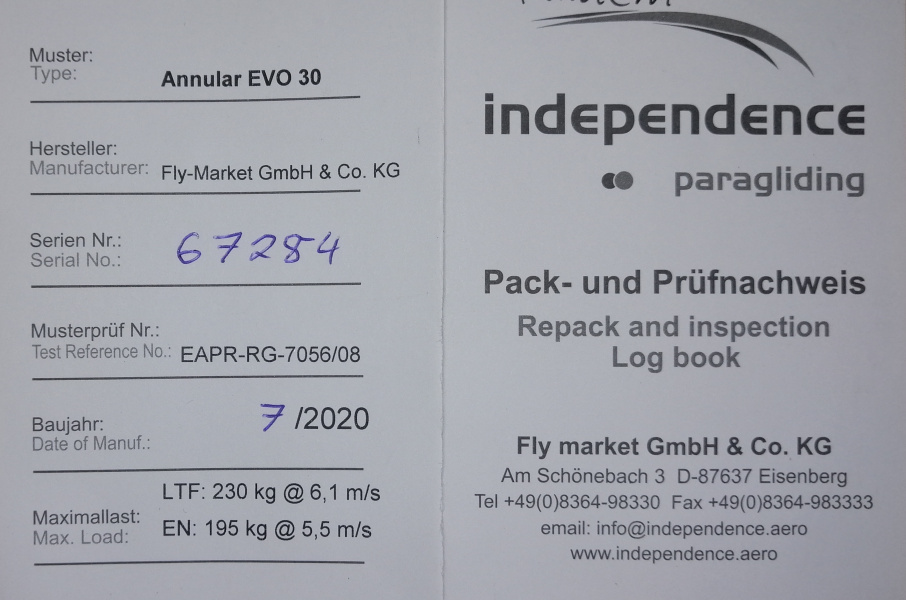 Muster:
Type: Annular EVO 30
Hersteller:
Manufacturer: Fly-Market GmbH & Co. KG
Serien Nr.:
Serial No.: 67284
Musterprüf Nr.:
Test Reference No.: EAPR-RG-7056/08
Baujahr: 7 /2020
Date of Manuf.:
LTF: 230 kg @ 6,1 m/s
Maximallast:
Max. Load: EN: 195 kg @ 5,5 m/s
independence
paragliding
Pack- und Prüfnachweis
Repack and inspection
Log book
Fly market GmbH & Co. KG
Am Schönebach 3 D-87637 Eisenberg
Tel +49(0)8364-98330 Fax +49(0)8364-983333
email: info@independence.aero
www.independence.aero